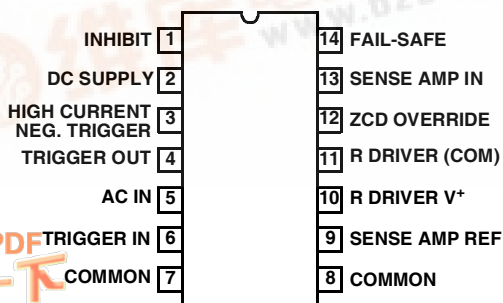 INHIBIT 1
DC SUPPLY 2
HIGH CURRENT
NEG. TRIGGER 3
TRIGGER OUT 4
AC IN 5
TRIGGER IN 6
COMMON 7
14 FAIL-SAFE
13 SENSE AMP IN
12 ZCD OVERRIDE
11 R DRIVER (COM)
10 R DRIVER V+
9 SENSE AMP REF
8 COMMON
PDF